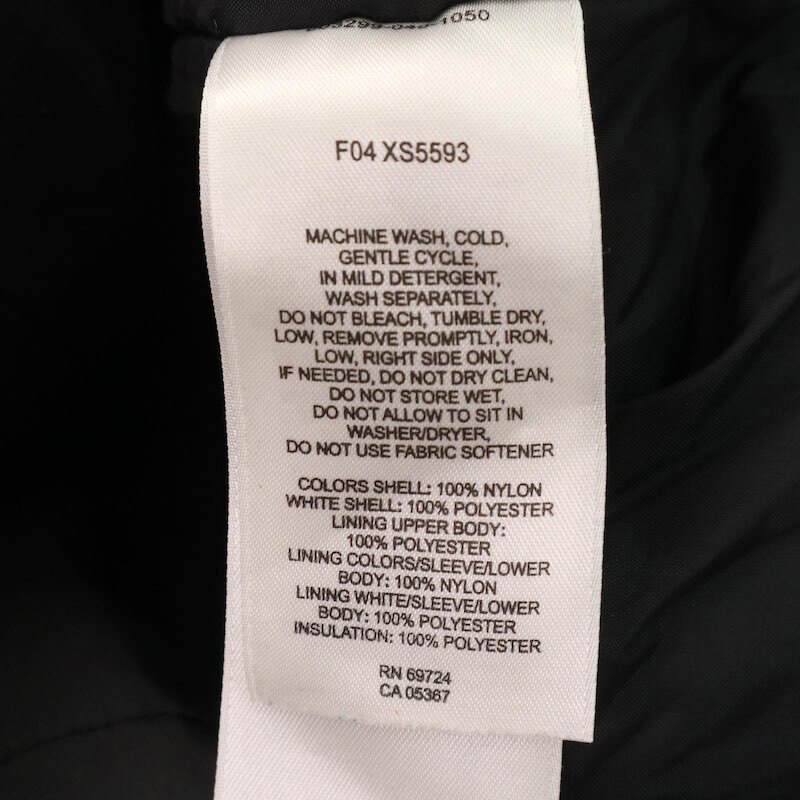 F04 XS5593
MACHINE WASH, COLD,
GENTLE CYCLE,
IN MILD DETERGENT,
WASH SEPARATELY,
DO NOT BLEACH, TUMBLE DRY,
LOW, REMOVE PROMPTLY, IRON,
LOW, RIGHT SIDE ONLY,
IF NEEDED, DO NOT DRY CLEAN,
DO NOT STORE WET,
DO NOT ALLOW TO SIT IN
WASHER/DRYER,
DO NOT USE FABRIC SOFTENER
COLORS SHELL: 100% NYLON
WHITE SHELL: 100% POLYESTER
LINING UPPER BODY:
100% POLYESTER
LINING COLORS/SLEEVE/LOWER
BODY: 100% NYLON
LINING WHITE/SLEEVE/LOWER
BODY: 100% POLYESTER
INSULATION: 100% POLYESTER
RN 69724
CA 05367